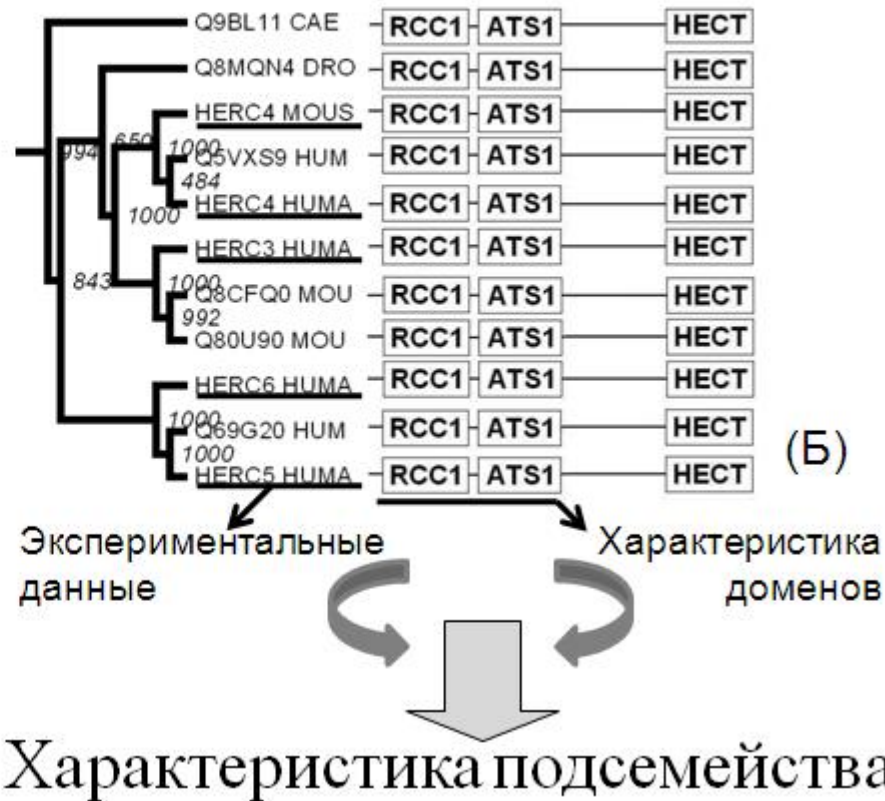 Q9BL11 CAE RCC1 ATS1 HECT
Q8MQN4 DRO RCC1 ATS1 HECT
HERC4 MOUS RCC1 ATS1 HECT
994 650 1000
Q5VXS9 HUM RCC1 ATS1 HECT
484
HERC4 HUMA RCC1 ATS1 HECT
1000
HERC3 HUMA RCC1 ATS1 HECT
843 1000
Q8CFQ0 MOU RCC1 ATS1 HECT
992
Q80U90 MOU RCC1 ATS1 HECT
HERC6 HUMA RCC1 ATS1 HECT
1000
Q69G20 HUM RCC1 ATS1 HECT
(Б)
1000
HERC5 HUMA RCC1 ATS1 HECT
Экспериментальные Характеристика
данные доменов
Характеристика подсемейства